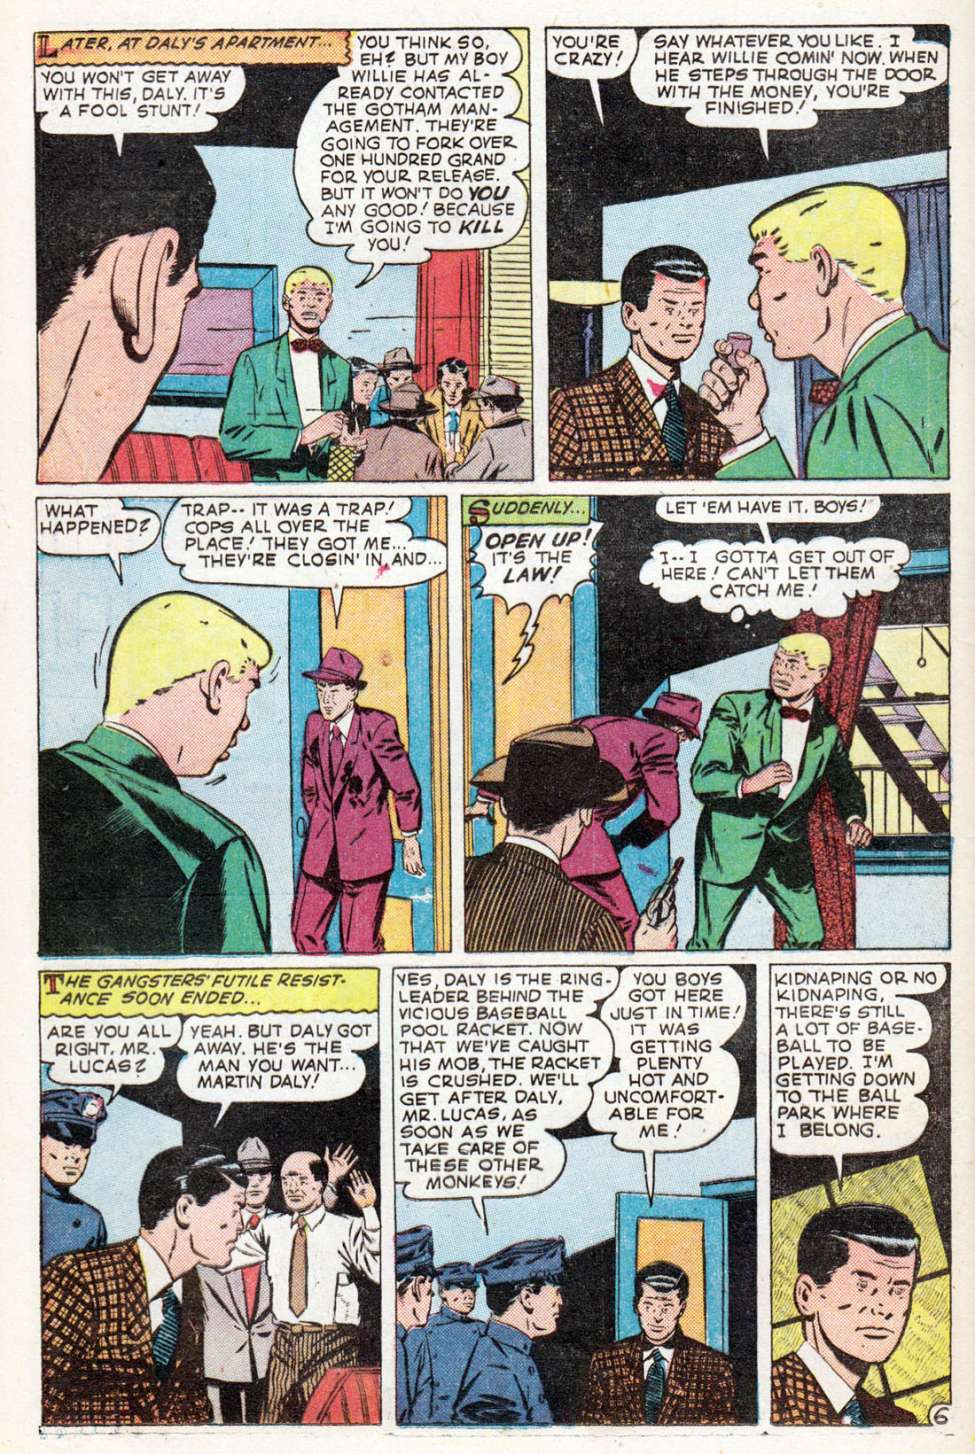 LATER, AT DALY'S APARTMENT...
YOU WON'T GET AWAY
WITH THIS, DALY. IT'S
A FOOL STUNT!
YOU THINK SO,
EH? BUT MY BOY
WILLIE HAS AL-
READY CONTACTED
THE GOTHAM MAN-
AGEMENT. THEY'RE
GOING TO FORK OVER
ONE HUNDRED GRAND
FOR YOUR RELEASE.
BUT IT WON'T DO YOU
ANY GOOD! BECAUSE
I'M GOING TO KILL
YOU!
YOU'RE
CRAZY!
SAY WHATEVER YOU LIKE. I
HEAR WILLIE COMIN' NOW. WHEN
HE STEPS THROUGH THE DOOR
WITH THE MONEY, YOU'RE
FINISHED!
WHAT
HAPPENED?
TRAP-- IT WAS A TRAP!
COPS ALL OVER THE
PLACE! THEY GOT ME...
THEY'RE CLOSIN' IN, AND...
SUDDENLY...
OPEN UP!
IT'S THE
LAW!
LET 'EM HAVE IT, BOYS!
I-- I GOTTA GET OUT OF
HERE! CAN'T LET THEM
CATCH ME!
THE GANGSTERS' FUTILE RESIST-
ANCE SOON ENDED...
ARE YOU ALL
RIGHT, MR.
LUCAS?
YEAH. BUT DALY GOT
AWAY. HE'S THE
MAN YOU WANT...
MARTIN DALY!
YES, DALY IS THE RING-
LEADER BEHIND THE
VICIOUS BASEBALL
POOL RACKET. NOW
THAT WE'VE CAUGHT
HIS MOB, THE RACKET
IS CRUSHED. WE'LL
GET AFTER DALY,
MR. LUCAS, AS
SOON AS WE
TAKE CARE OF
THESE OTHER
MONKEYS!
YOU BOYS
GOT HERE
JUST IN TIME!
IT WAS
GETTING
PLENTY
HOT AND
UNCOMFORT-
ABLE FOR
ME!
KIDNAPING OR NO
KIDNAPING,
THERE'S STILL
A LOT OF BASE-
BALL TO BE
PLAYED. I'M
GETTING DOWN
TO THE BALL
PARK WHERE
I BELONG.
6